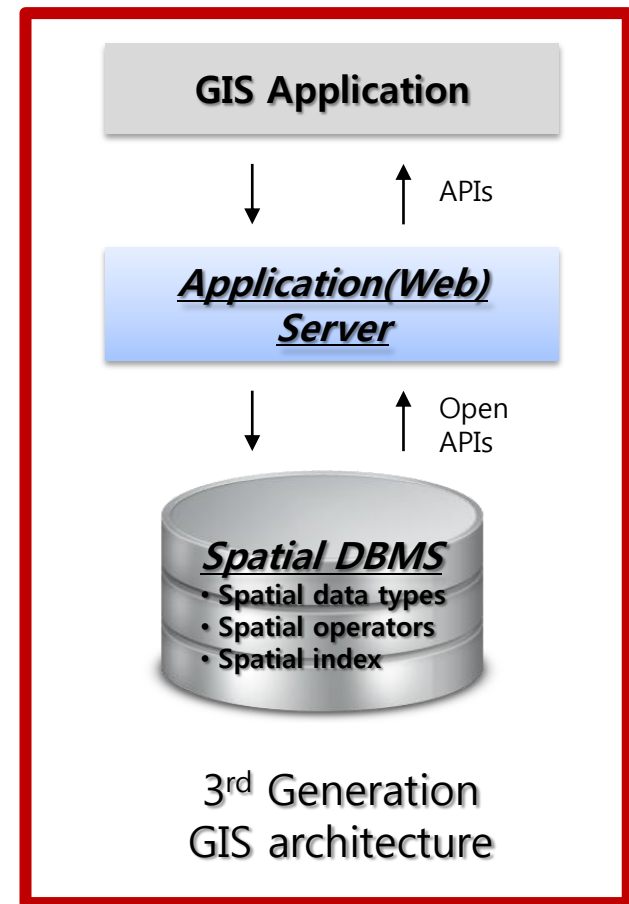 GIS Application
APIs
Application(Web)
Server
Open
APIs
Spatial DBMS
• Spatial data types
• Spatial operators
• Spatial index
3rd Generation
GIS architecture